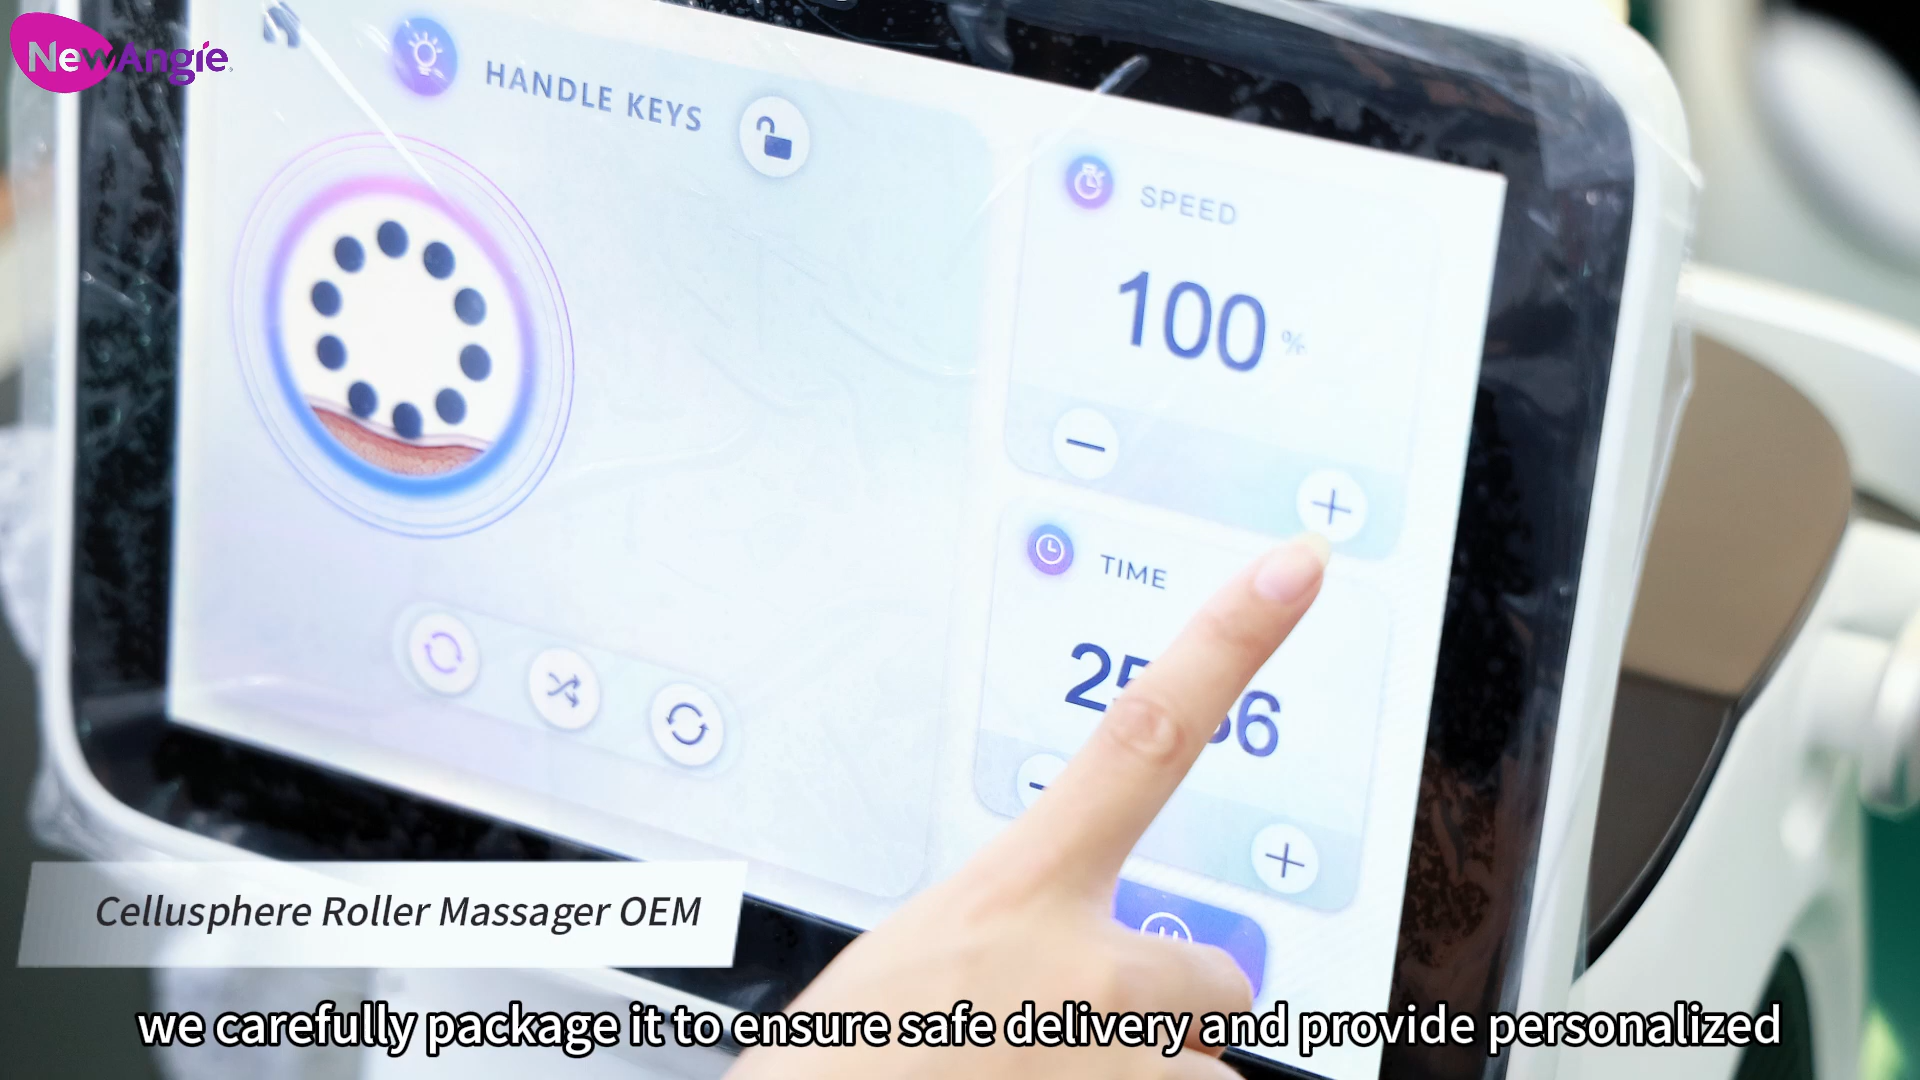 NewAngie
HANDLE KEYS
SPEED
100 %
TIME
Cellusphere Roller Massager OEM
we carefully package it to ensure safe delivery and provide personalized